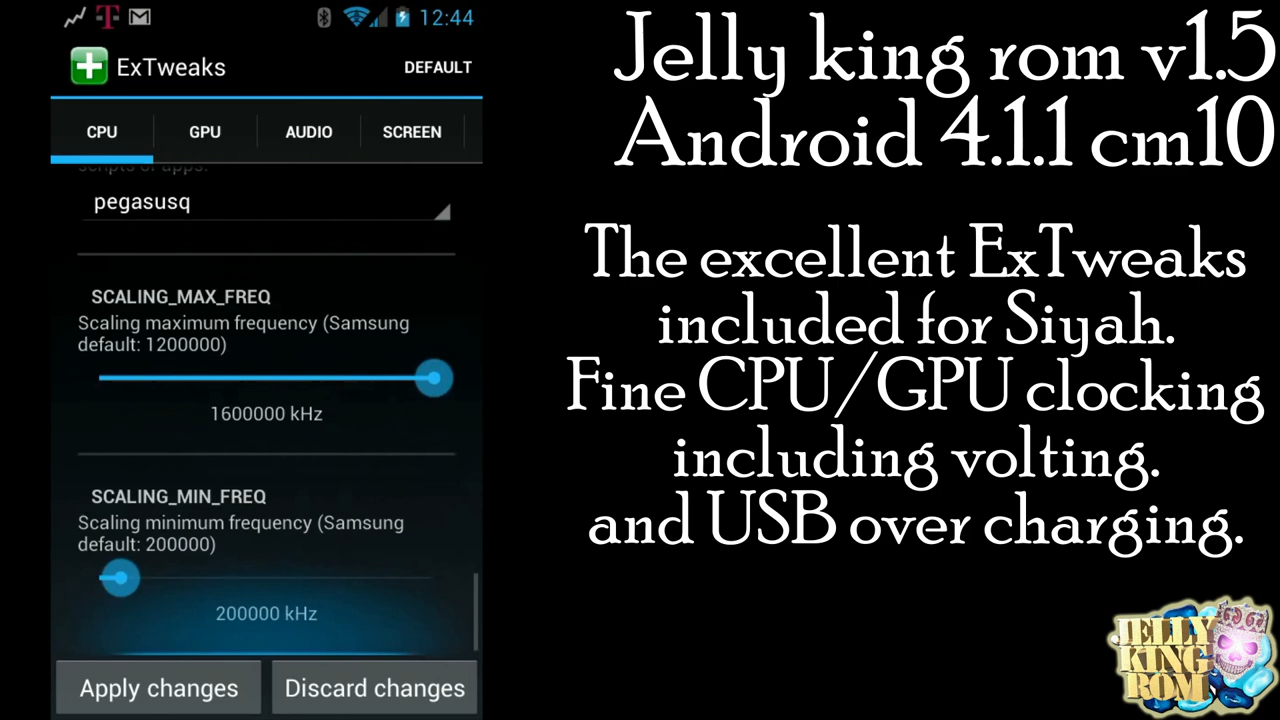 12:44
ExTweaks
DEFAULT
CPU
GPU
AUDIO
SCREEN
scripts or apps.
pegasusq
SCALING_MAX_FREQ
Scaling maximum frequency (Samsung
default: 1200000)
1600000 kHz
SCALING_MIN_FREQ
Scaling minimum frequency (Samsung
default: 200000)
200000 kHz
Apply changes
Discard changes
Jelly king rom v1.5
Android 4.1.1 cm10
The excellent ExTweaks
included for Siyah.
Fine CPU/GPU clocking
including volting.
and USB over charging.
JELLY
KING
ROM